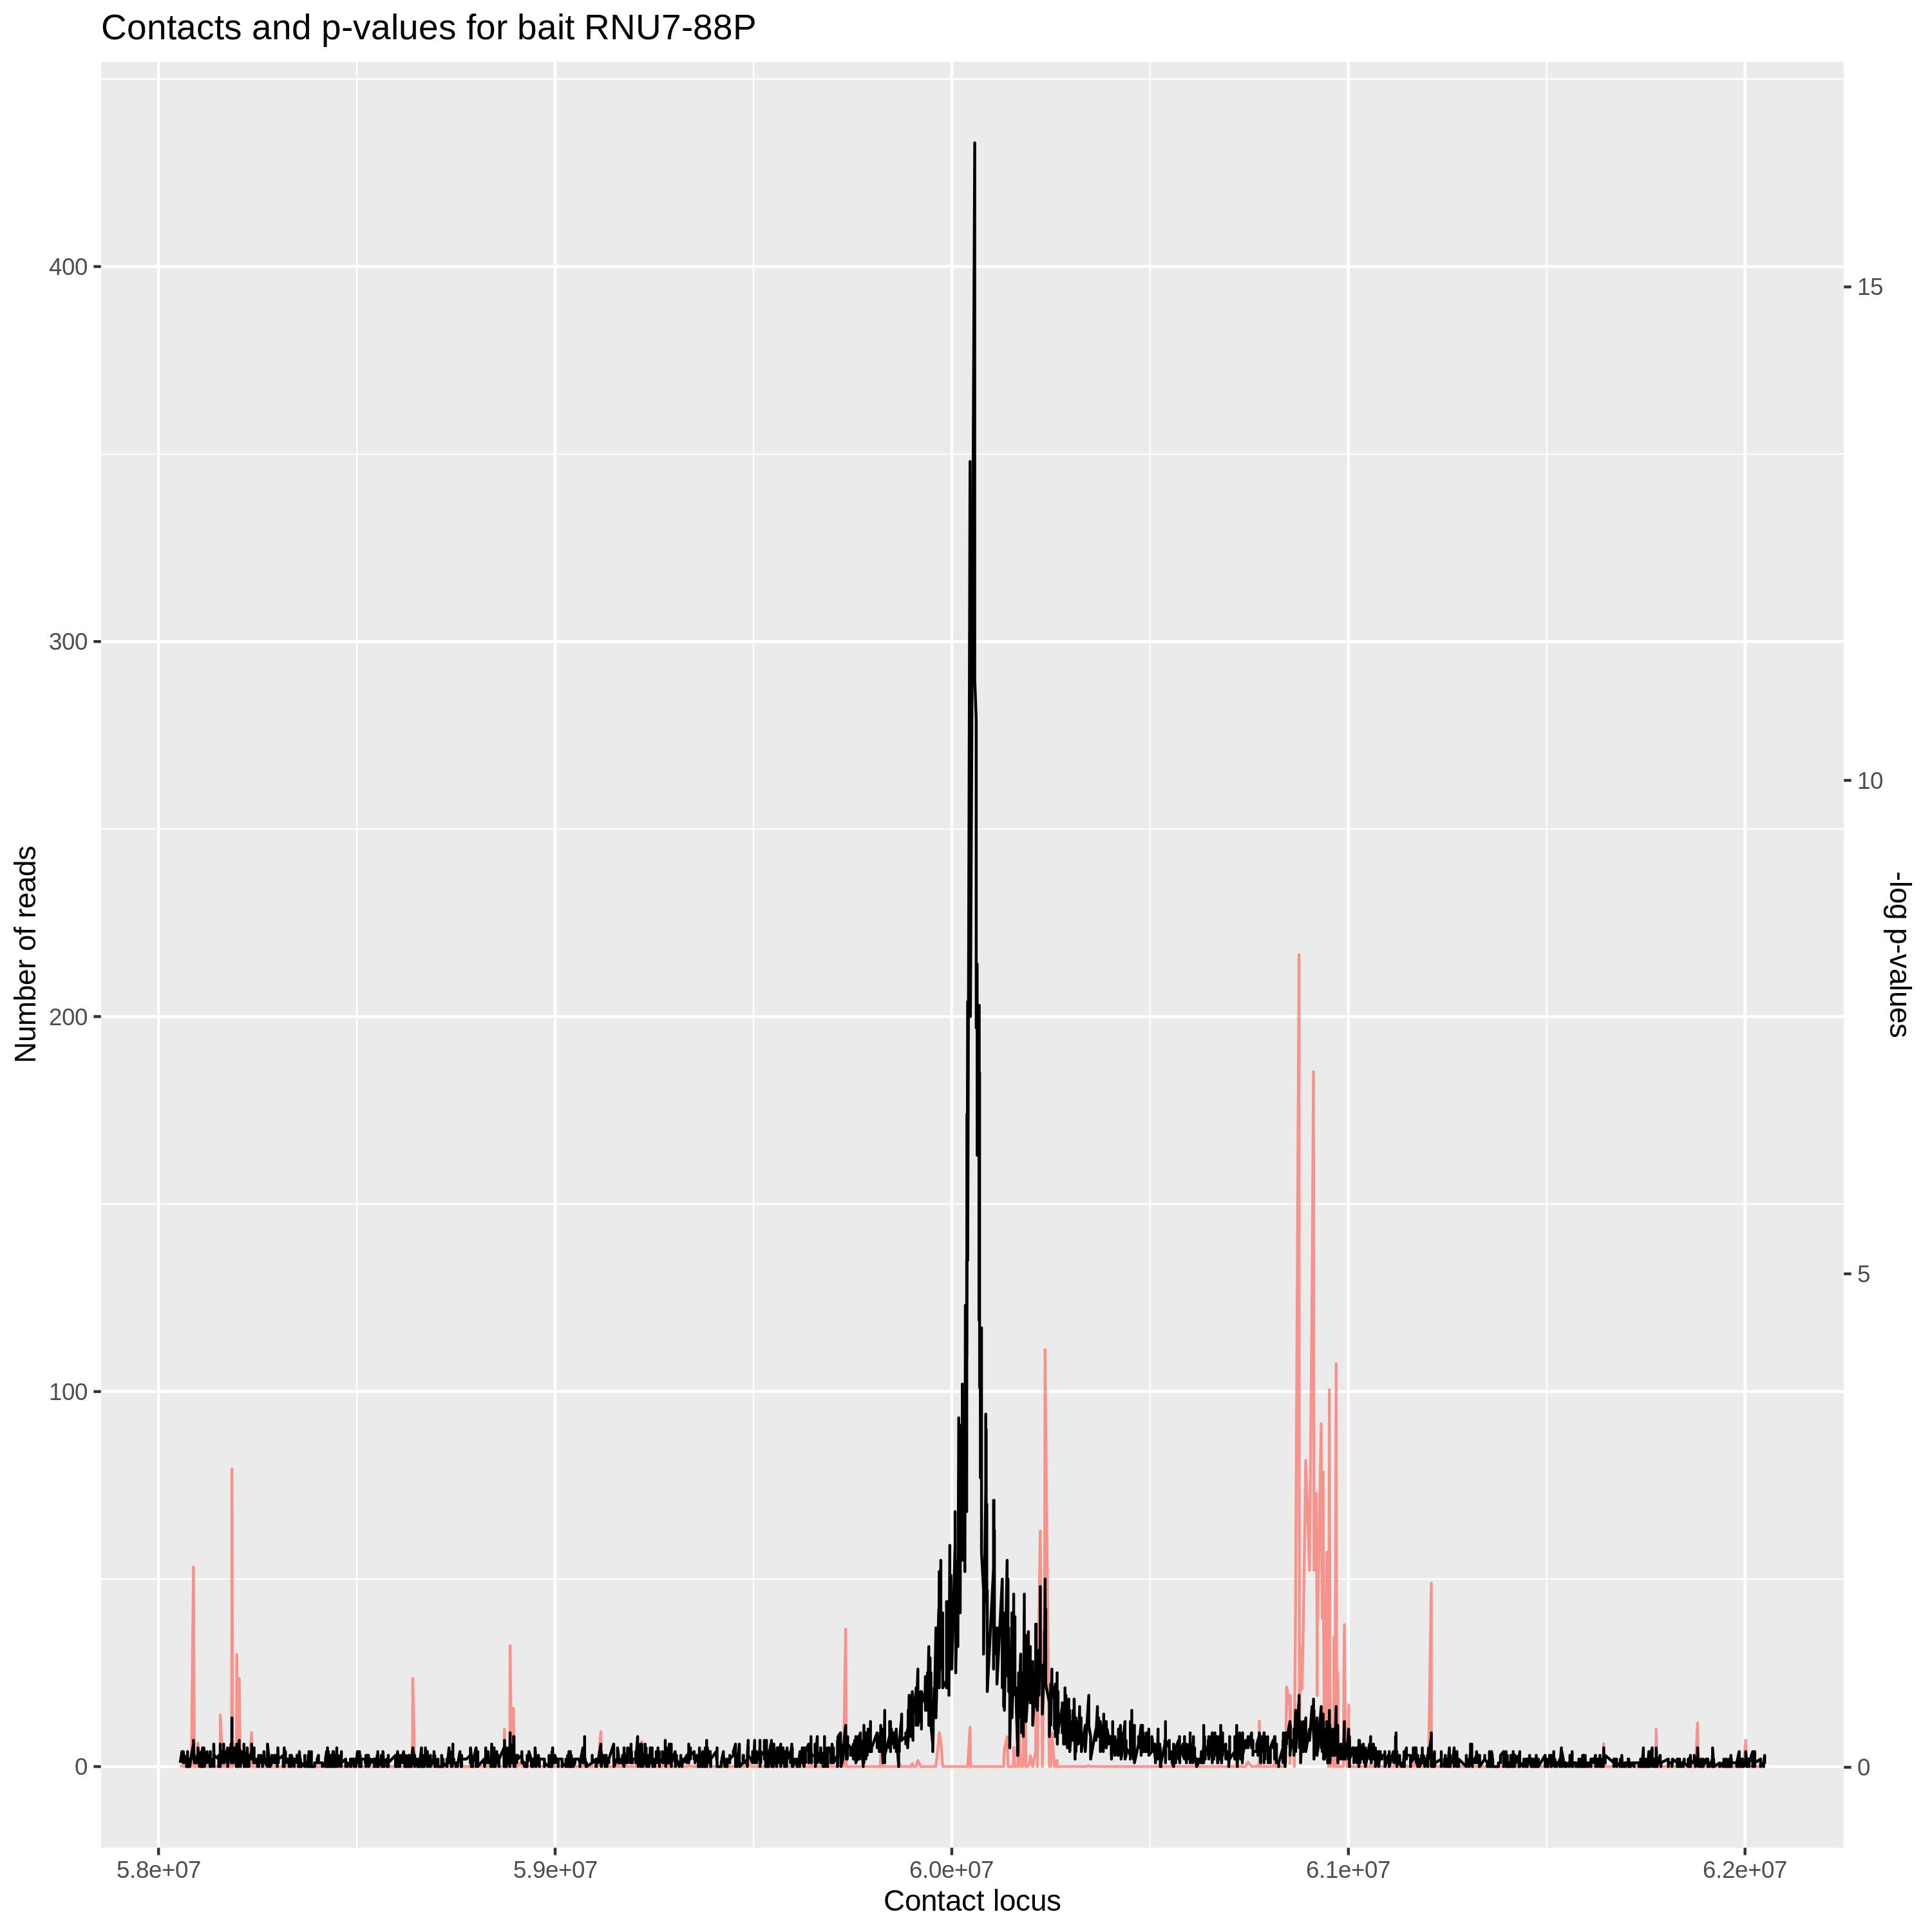 Contacts and p-values for bait RNU7-88P
400
300
200
100
0
Number of reads
15
10
5
0
-log p-values
5.8e+07 5.9e+07 6.0e+07 6.1e+07 6.2e+07
Contact locus